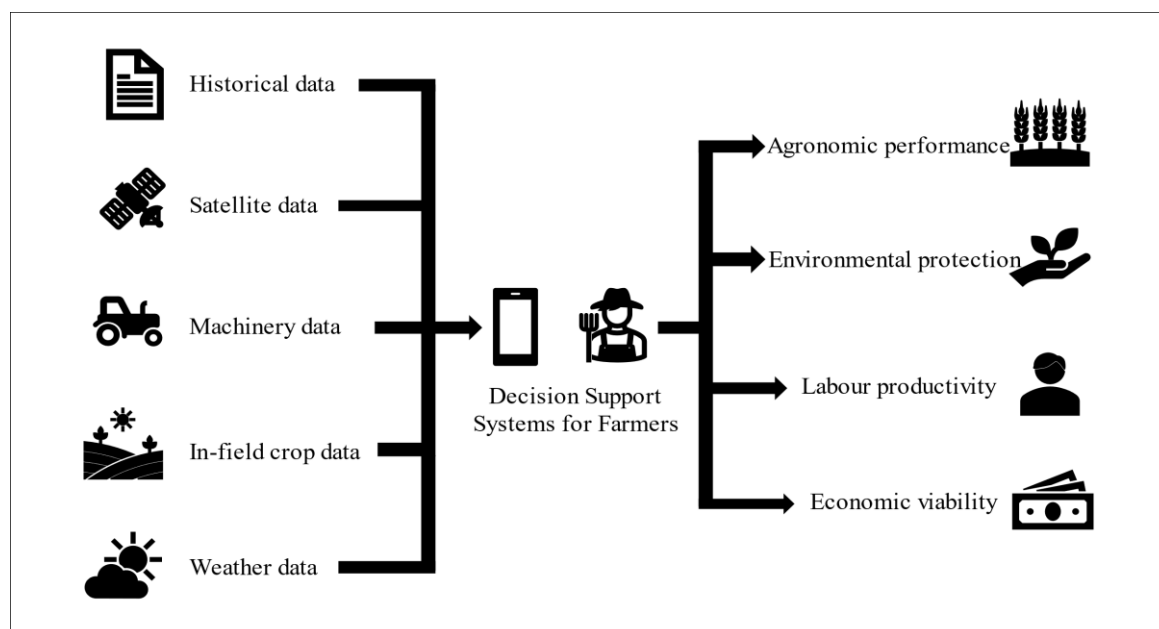 Historical data
Satellite data
Machinery data
In-field crop data
Weather data
Decision Support
Systems for Farmers
Agronomic performance
Environmental protection
Labour productivity
Economic viability